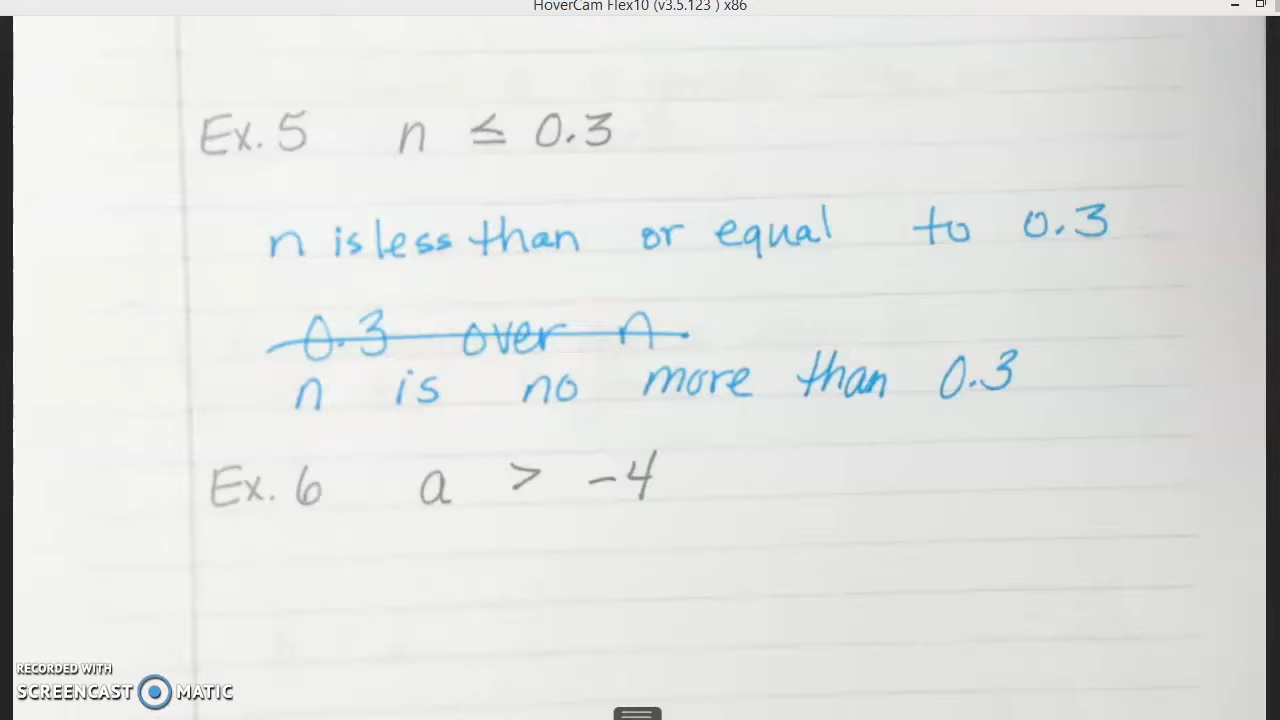 HoverCam Flex10 (v3.5.123 ) x86
Ex. 5 n ≤ 0.3
n is less than or equal to 0.3
0.3 over n
n is no more than 0.3
Ex. 6 a > -4
RECORDED WITH
SCREENCAST MATIC